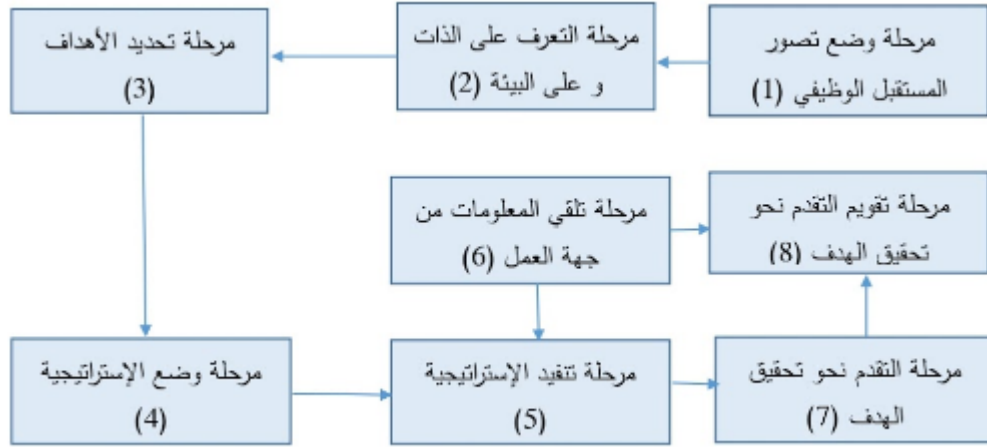 مرحلة وضع تصور
المستقبل الوظيفي (1)
مرحلة التعرف على الذات
و على البيئة (2)
مرحلة تحديد الأهداف
(3)
مرحلة تلقي المعلومات من
جهة العمل (6)
مرحلة تقويم التقدم نحو
تحقيق الهدف (8)
مرحلة وضع الإستراتيجية
(4)
مرحلة تنفيد الإستراتيجية
(5)
مرحلة التقدم نحو تحقيق
الهدف (7)